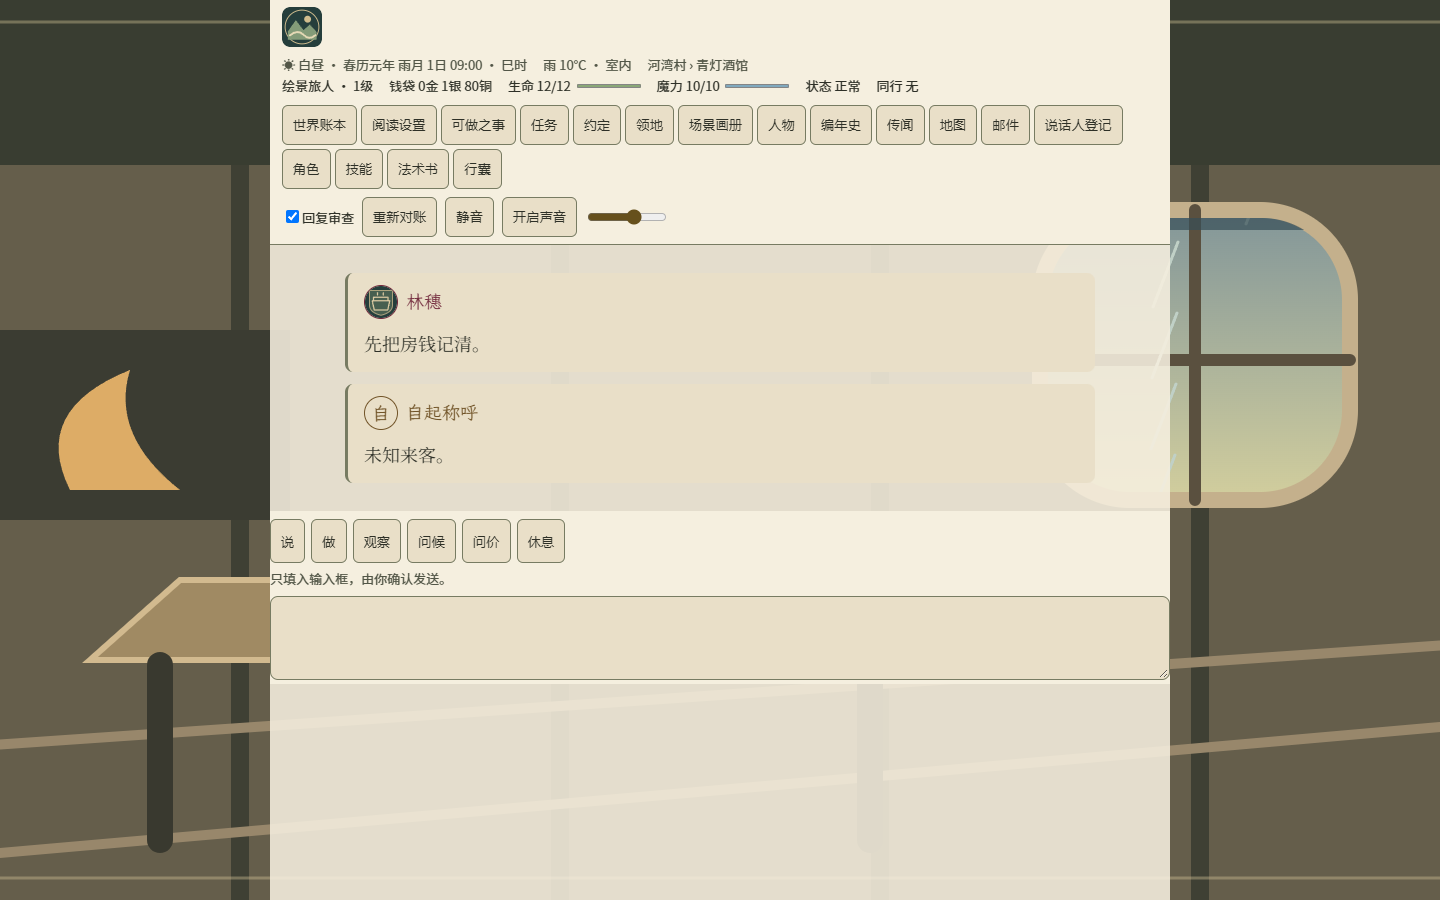 ☀ 白昼 · 春历元年 雨月 1日 09:00 · 巳时 雨 10°C · 室内 河湾村 › 青灯酒馆
绘景旅人 · 1级 钱袋 0金 1银 80铜 生命 12/12 魔力 10/10 状态 正常 同行 无
世界账本 阅读设置 可做之事 任务 约定 领地 场景画册 人物 编年史 传闻 地图 邮件 说话人登记
角色 技能 法术书 行囊
回复审查 重新对账 静音 开启声音
林穗
先把房钱记清。
自 自起称呼
未知来客。
说 做 观察 问候 问价 休息
只填入输入框，由你确认发送。